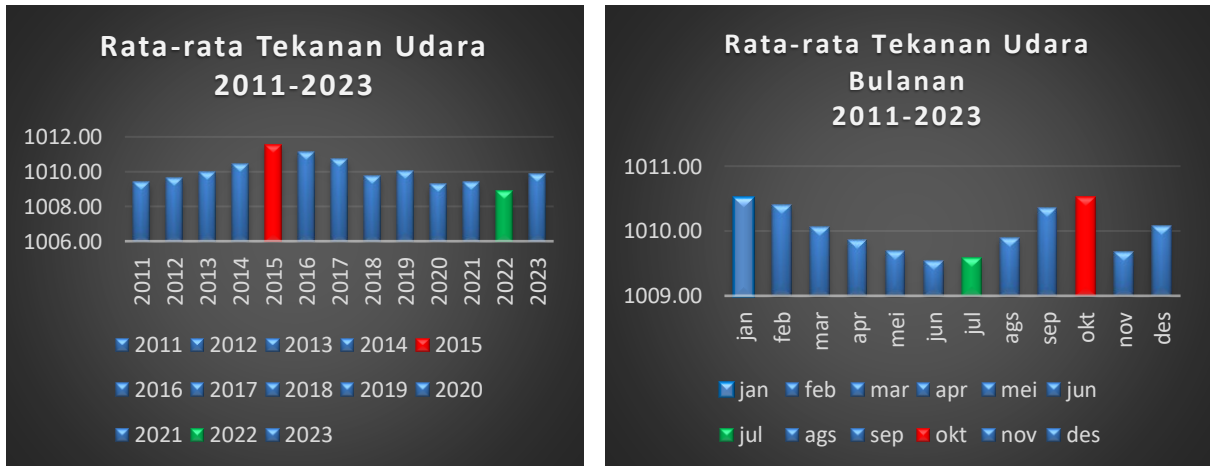 Rata-rata Tekanan Udara
2011-2023
1012.00
1010.00
1008.00
1006.00
2011 2012 2013 2014 2015 2016 2017 2018 2019 2020 2021 2022 2023
2011 2012 2013 2014 2015
2016 2017 2018 2019 2020
2021 2022 2023
Rata-rata Tekanan Udara
Bulanan
2011-2023
1011.00
1010.00
1009.00
jan feb mar apr mei jun jul ags sep okt nov des
jan feb mar apr mei jun
jul ags sep okt nov des